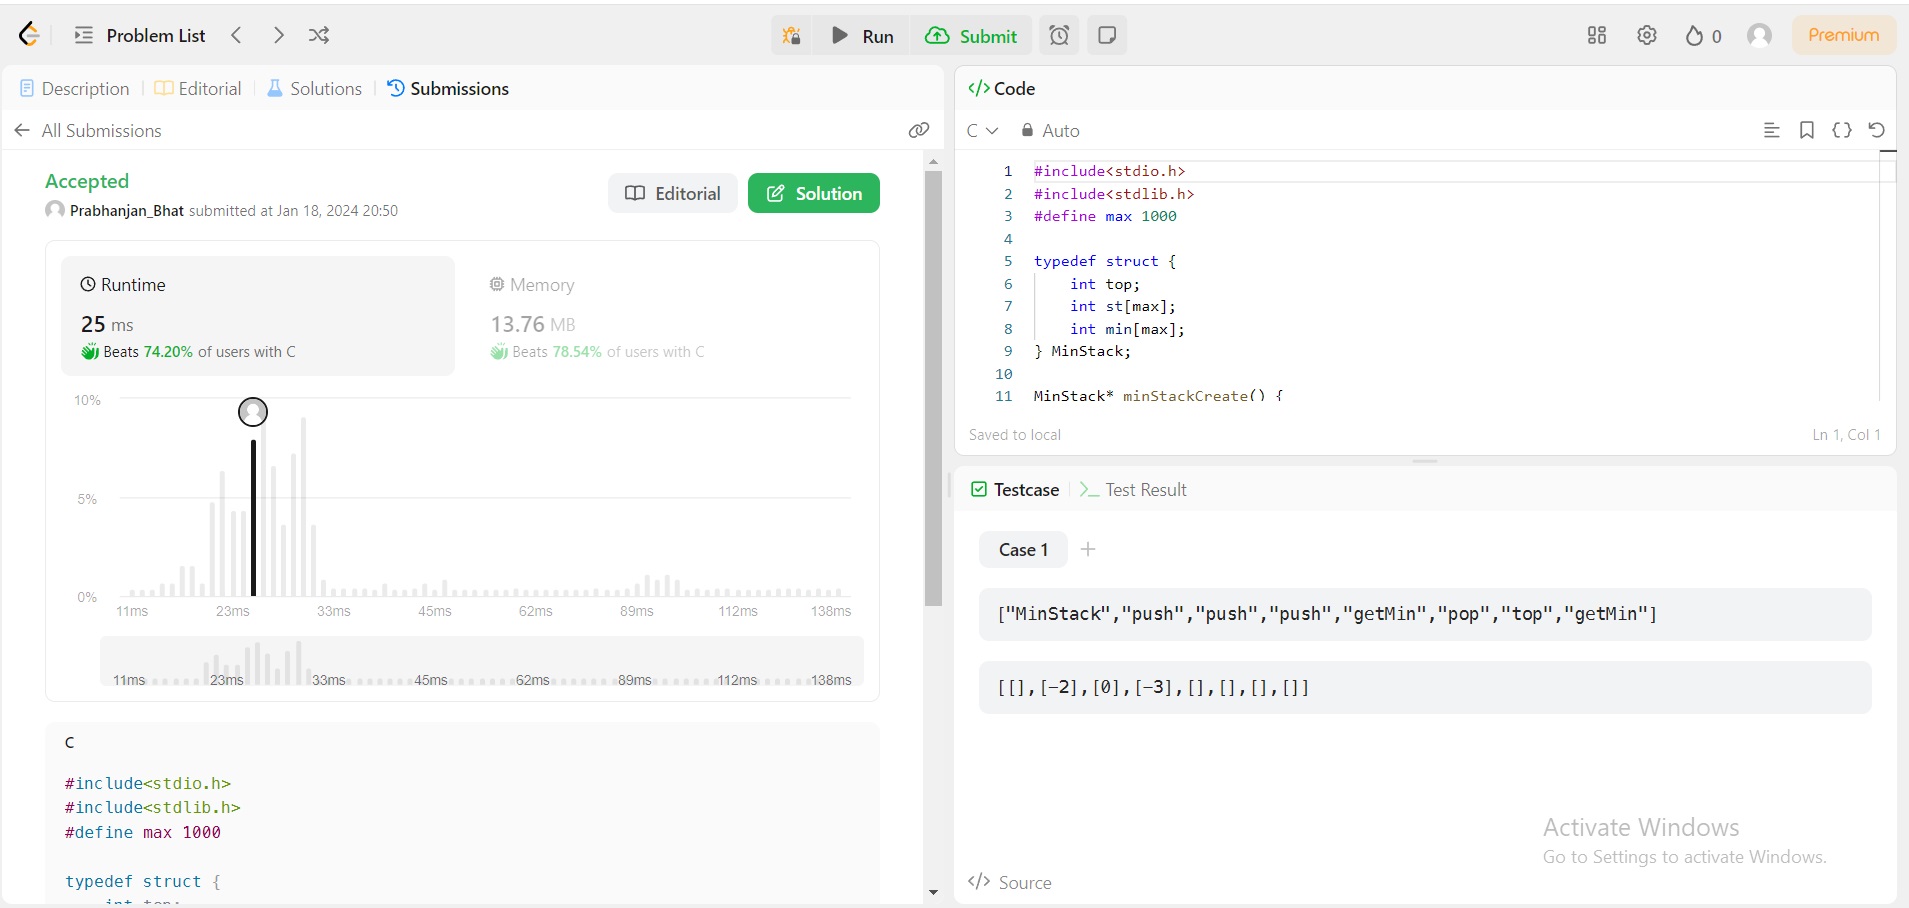 Problem List
Run
Submit
0
Premium
Description
Editorial
Solutions
Submissions
All Submissions
Accepted
Prabhanjan_Bhat submitted at Jan 18, 2024 20:50
Editorial
Solution
Runtime
25 ms
Beats 74.20% of users with C
Memory
13.76 MB
Beats 78.54% of users with C
10%
5%
0%
11ms 23ms 33ms 45ms 62ms 89ms 112ms 138ms
11ms 23ms 33ms 45ms 62ms 89ms 112ms 138ms
C
#include<stdio.h>
#include<stdlib.h>
#define max 1000
typedef struct {
int top;
</> Code
C
Auto
1 #include<stdio.h>
2 #include<stdlib.h>
3 #define max 1000
4
5 typedef struct {
6 int top;
7 int st[max];
8 int min[max];
9 } MinStack;
10
11 MinStack* minStackCreate() {
Saved to local
Ln 1, Col 1
Testcase
>_ Test Result
Case 1 +
["MinStack","push","push","push","getMin","pop","top","getMin"]
[[],[-2],[0],[-3],[],[],[],[]]
Activate Windows
Go to Settings to activate Windows.
</> Source